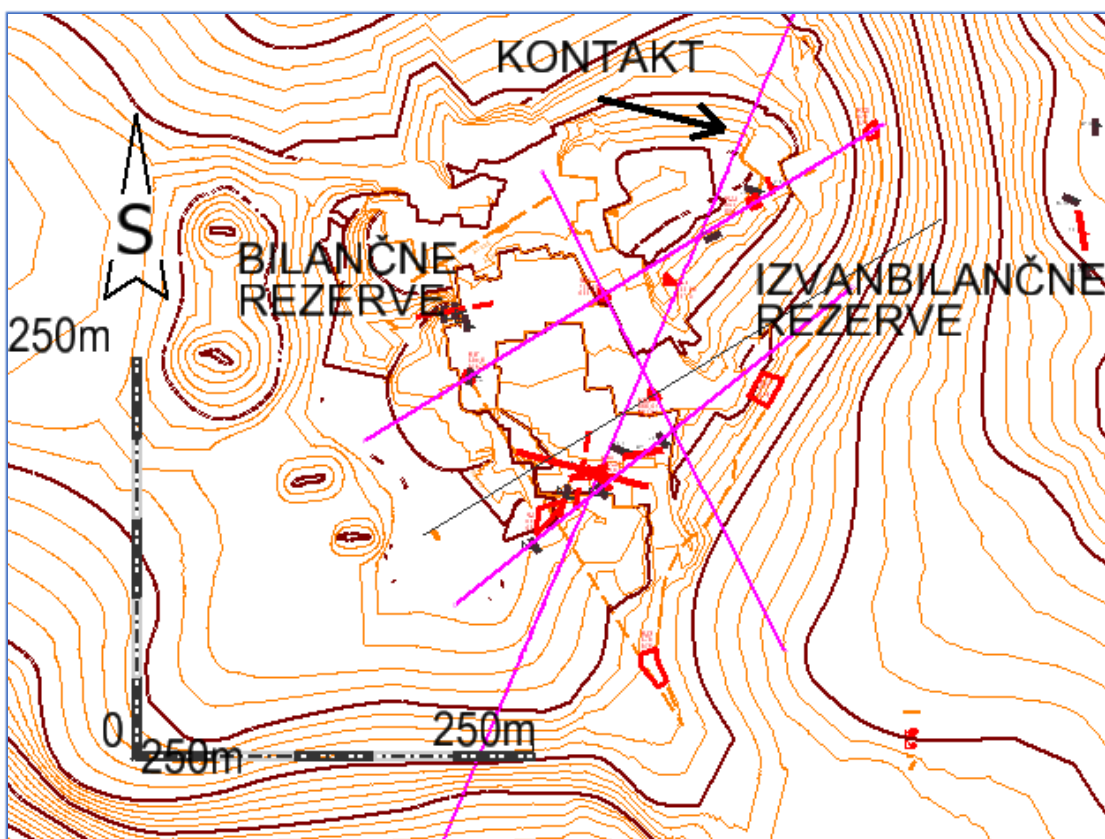 KONTAKT
S
BILANČNE
REZERVE
IZVANBILANČNE
REZERVE
250m
0
250m
250m